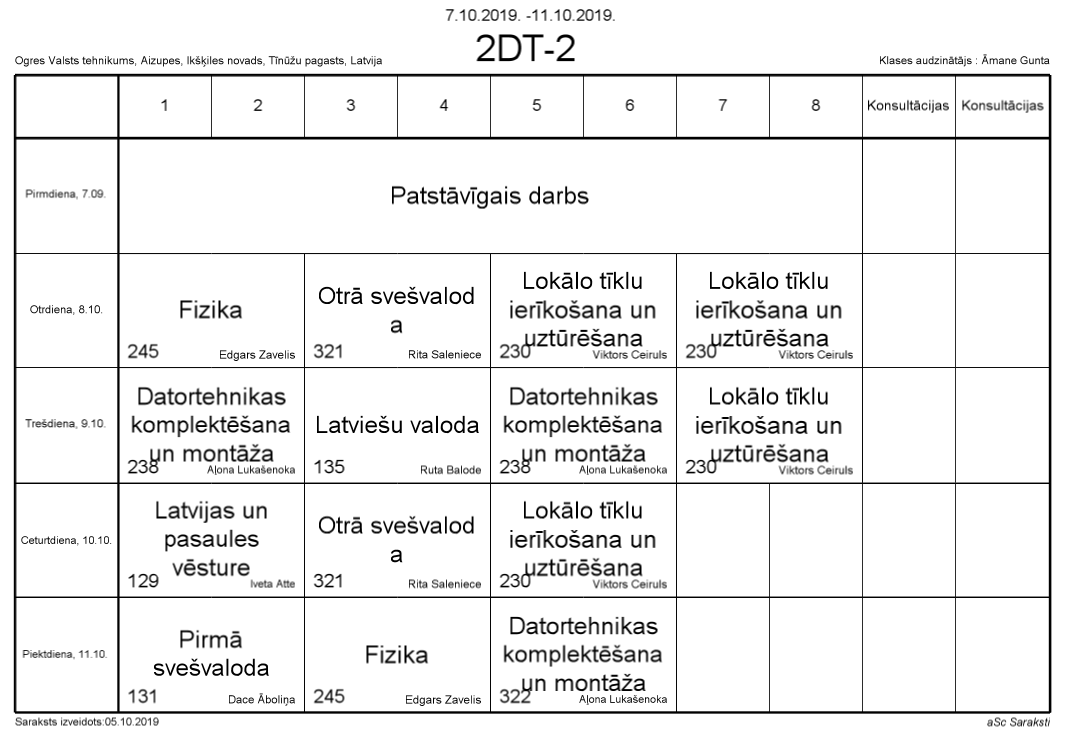 7.10.2019. -11.10.2019.
2DT-2
Ogres Valsts tehnikums, Aizupes, Ikšķiles novads, Tīnūžu pagasts, Latvija
Klases audzinātājs : Āmane Gunta
1 2 3 4 5 6 7 8 Konsultācijas Konsultācijas
Pirmdiena, 7.09.
Patstāvīgais darbs
Otrdiena, 8.10.
Fizika
245 Edgars Zavelis
Otrā svešvalod
a
321 Rita Saleniece
Lokālo tīklu
ierīkošana un
uztūrēšana
230 Viktors Ceiruls
Lokālo tīklu
ierīkošana un
uztūrēšana
230 Viktors Ceiruls
Trešdiena, 9.10.
Datortehnikas
komplektēšana
un montāža
238 Aļona Lukašenoka
Latviešu valoda
135 Ruta Balode
Datortehnikas
komplektēšana
un montāža
238 Aļona Lukašenoka
Lokālo tīklu
ierīkošana un
uztūrēšana
230 Viktors Ceiruls
Ceturtdiena, 10.10.
Latvijas un
pasaules
vēsture
129 Iveta Atte
Otrā svešvalod
a
321 Rita Saleniece
Lokālo tīklu
ierīkošana un
uztūrēšana
230 Viktors Ceiruls
Piektdiena, 11.10.
Pirmā
svešvaloda
131 Dace Āboliņa
Fizika
245 Edgars Zavelis
Datortehnikas
komplektēšana
un montāža
322 Aļona Lukašenoka
Saraksts izveidots:05.10.2019
aSc Saraksti